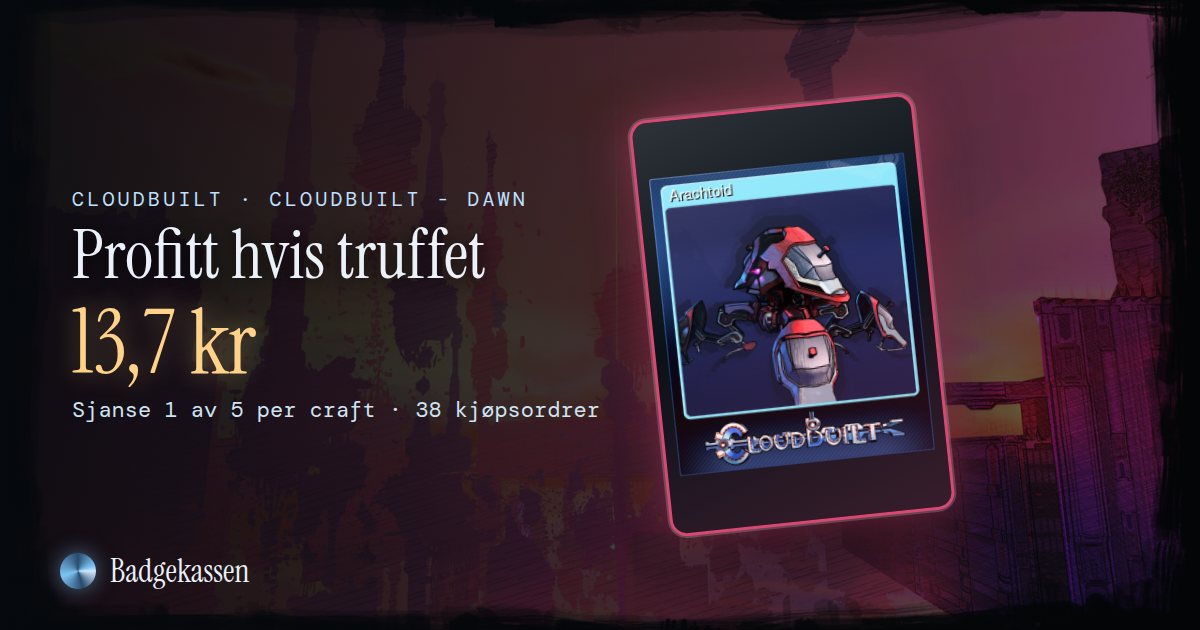 CLOUDBUILT · CLOUDBUILT - DAWN
Profitt hvis truffet
13,7 kr
Sjanse 1 av 5 per craft · 38 kjøpsordrer
Arachtoid
CLOUDBUILT
Badgekassen